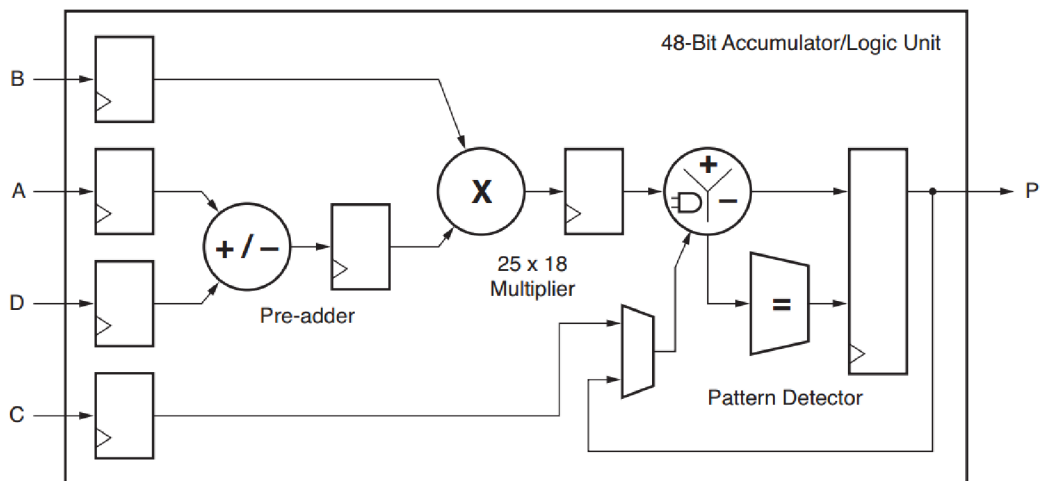 48-Bit Accumulator/Logic Unit
B
A
D
C
+ / −
Pre-adder
X
25 x 18
Multiplier
+
−
=
Pattern Detector
P